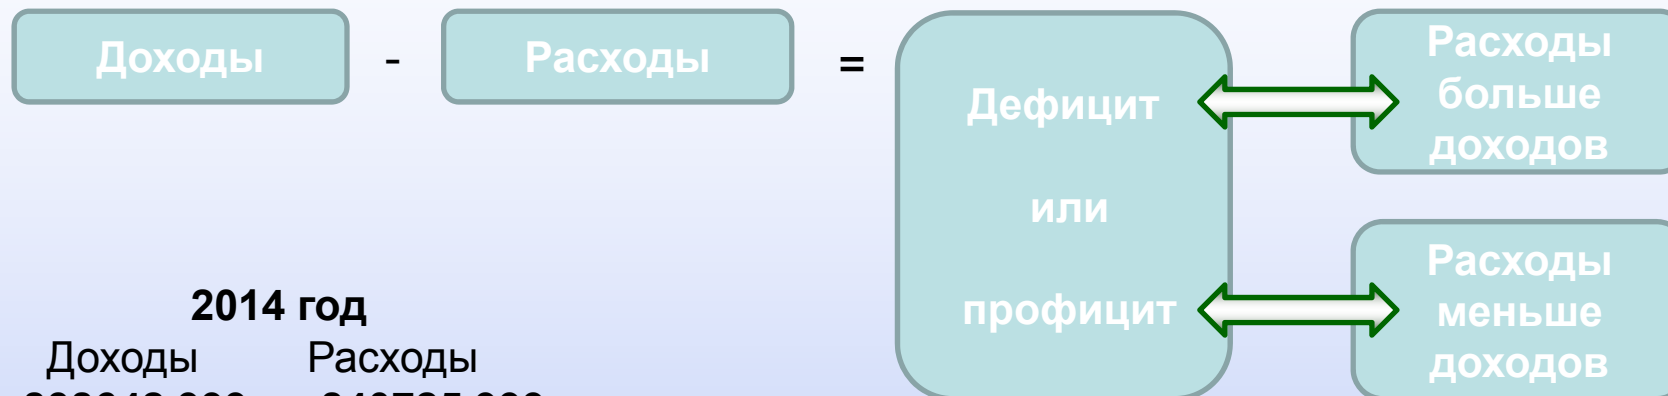 Доходы - Расходы =
Дефицит
или
профицит
Расходы
больше
доходов
Расходы
меньше
доходов
2014 год
Доходы Расходы